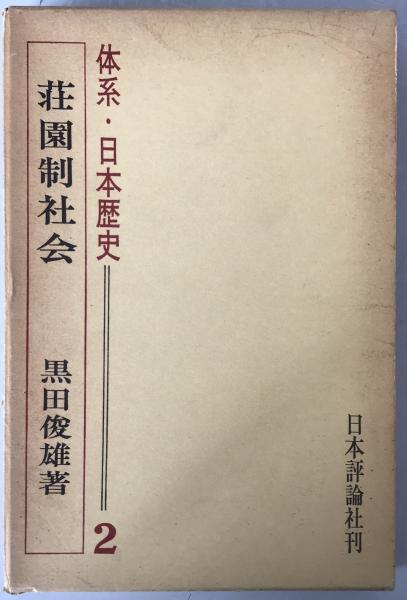 体系・日本歴史
2
荘園制社会
黒田俊雄著
日本評論社刊